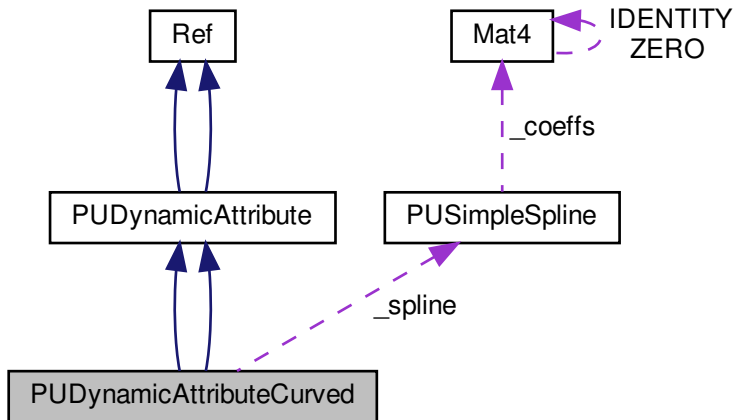 Ref
Mat4
IDENTITY
ZERO
_coeffs
PUDynamicAttribute
PUSimpleSpline
_spline
PUDynamicAttributeCurved